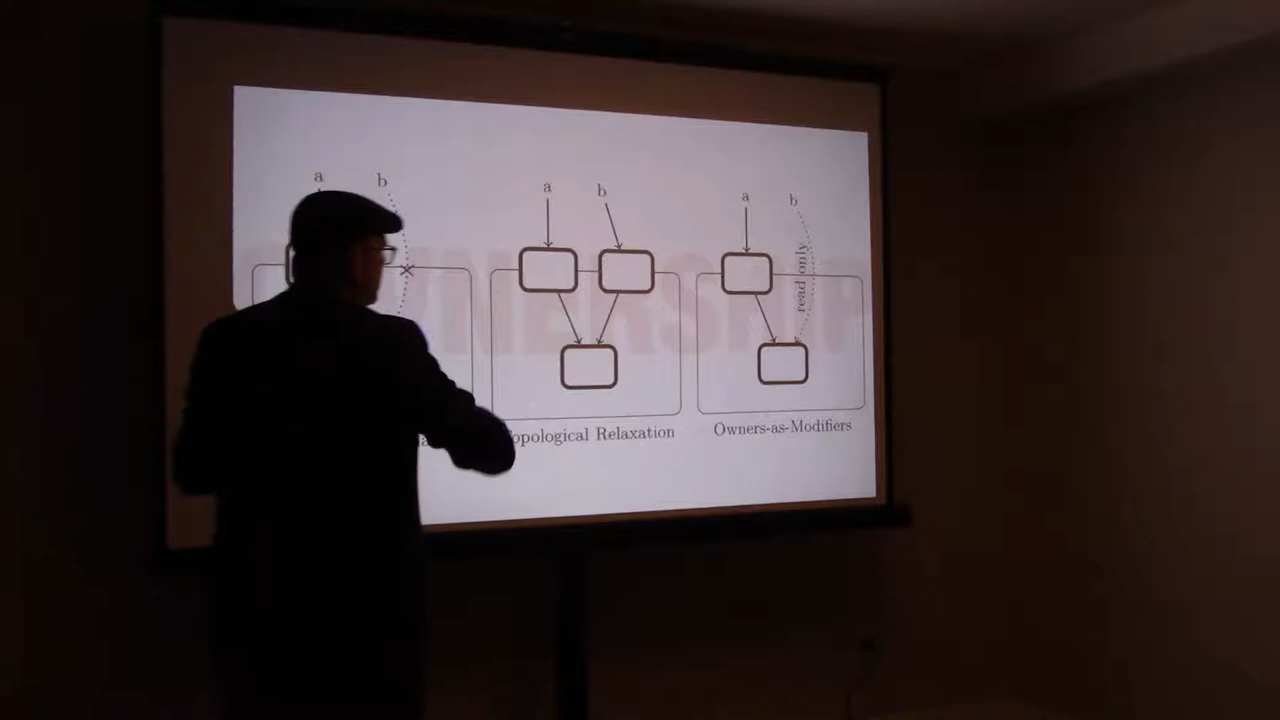 a b
a b
a b
read only
Topological Relaxation
Owners-as-Modifiers